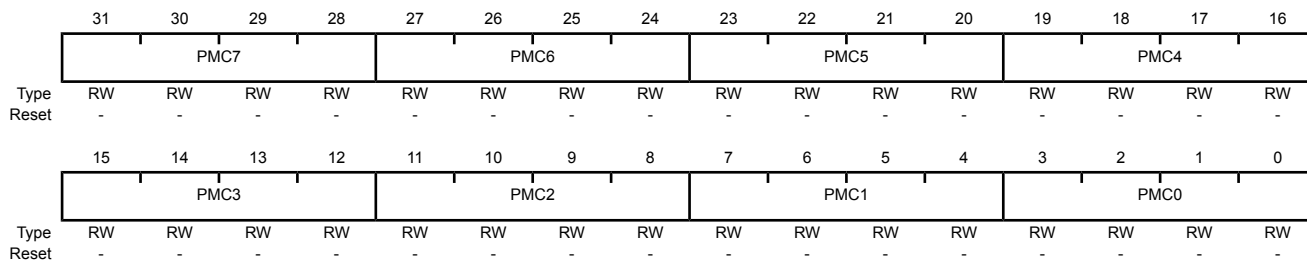 31 30 29 28 27 26 25 24 23 22 21 20 19 18 17 16
PMC7 PMC6 PMC5 PMC4
Type RW RW RW RW RW RW RW RW RW RW RW RW RW RW RW RW
Reset - - - - - - - - - - - - - - - -
15 14 13 12 11 10 9 8 7 6 5 4 3 2 1 0
PMC3 PMC2 PMC1 PMC0
Type RW RW RW RW RW RW RW RW RW RW RW RW RW RW RW RW
Reset - - - - - - - - - - - - - - - -